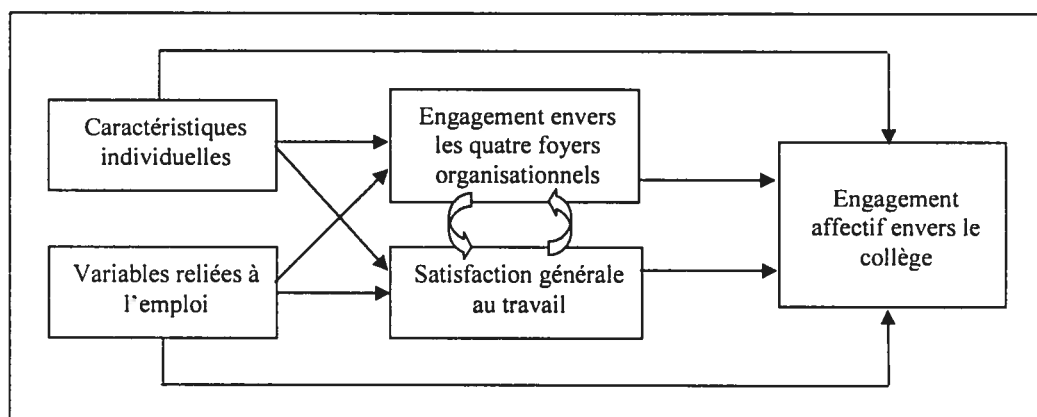 Caractéristiques
individuelles
Engagement envers
les quatre foyers
organisationnels
Engagement
affectif envers le
collège
Variables reliées à
l'emploi
Satisfaction générale
au travail